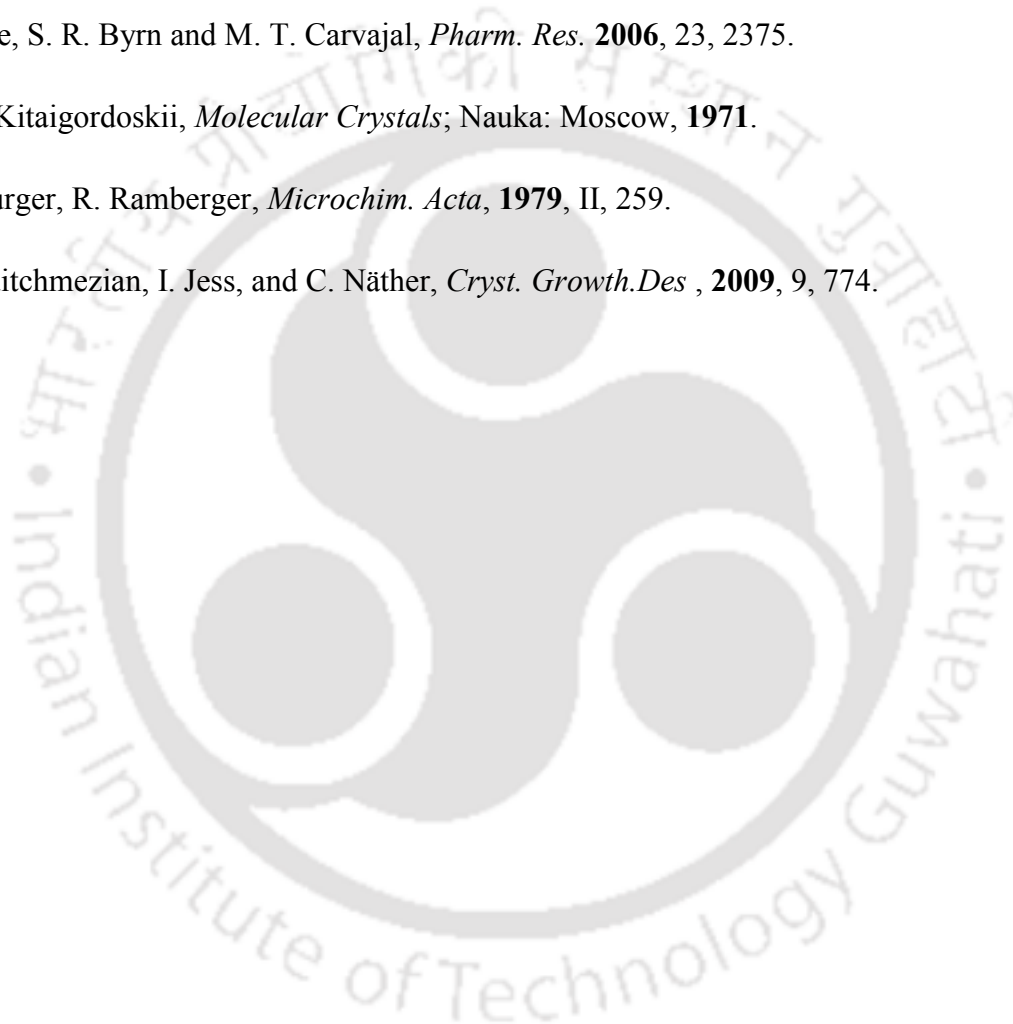 e, S. R. Byrn and M. T. Carvajal, Pharm. Res. 2006, 23, 2375.
Kitaigordoskii, Molecular Crystals; Nauka: Moscow, 1971.
urger, R. Ramberger, Microchim. Acta, 1979, II, 259.
itchmezian, I. Jess, and C. Näther, Cryst. Growth.Des , 2009, 9, 774.
Indian Institute of Technology Guwahati